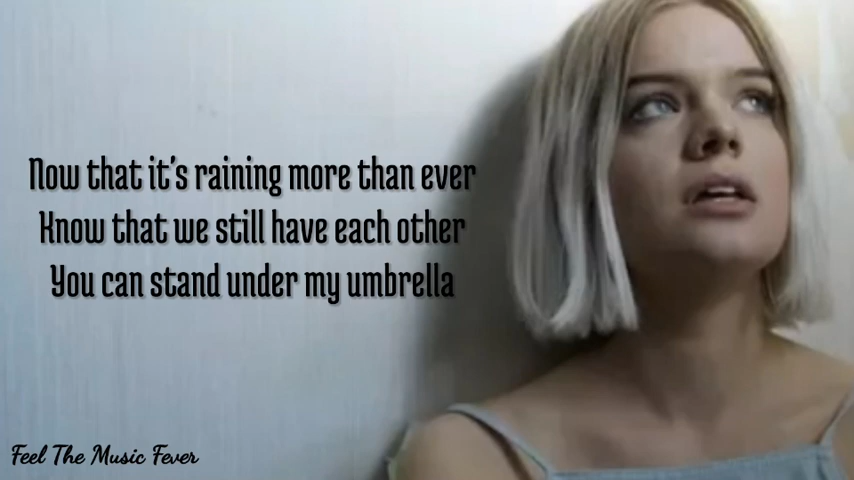 Now that it's raining more than ever
Know that we still have each other
You can stand under my umbrella
Feel The Music Fever